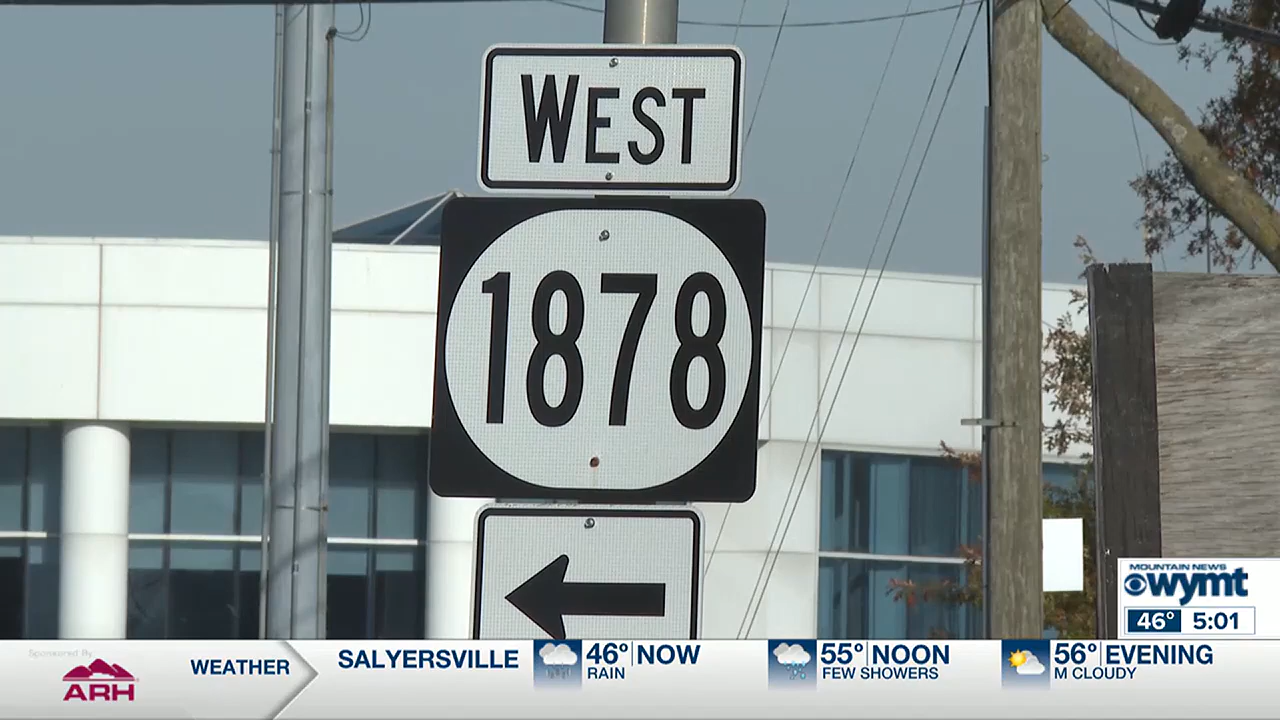 WEST
1878
MOUNTAIN NEWS
wymt
46° 5:01
Sponsored By
ARH
WEATHER
SALYERSVILLE
46° NOW
RAIN
55° NOON
FEW SHOWERS
56° EVENING
M CLOUDY